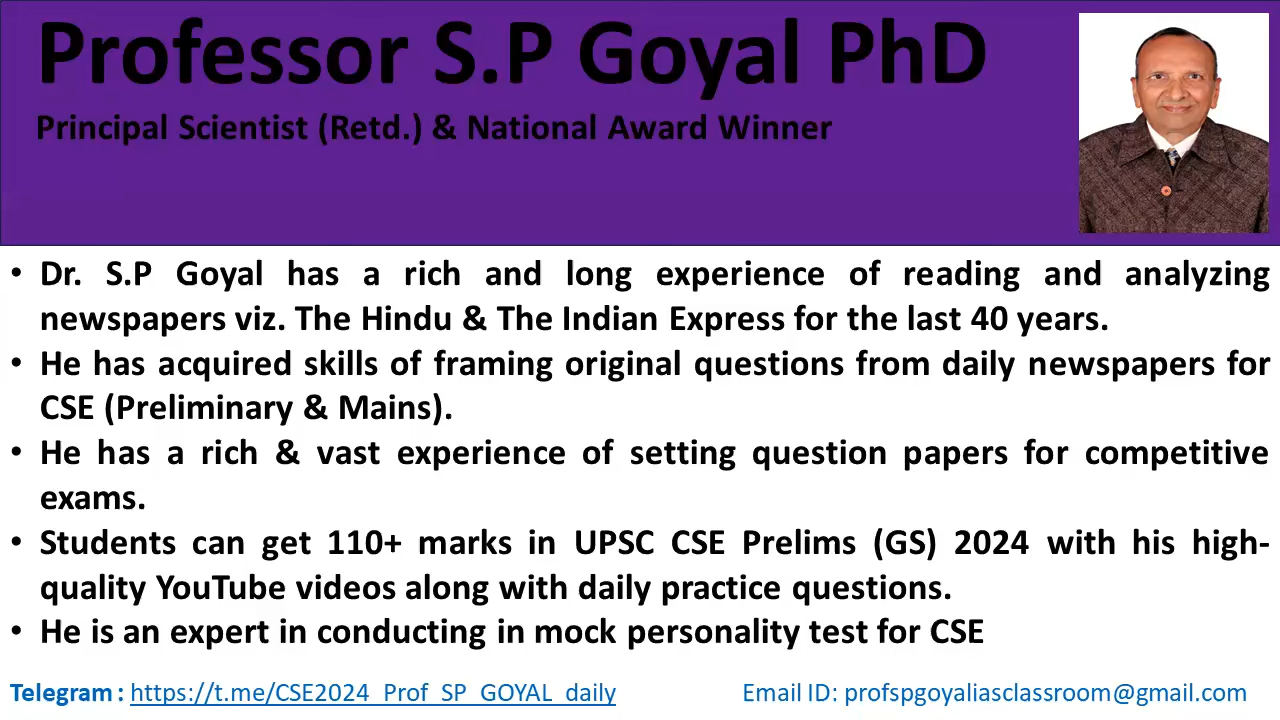 Professor S.P Goyal PhD
Principal Scientist (Retd.) & National Award Winner
• Dr. S.P Goyal has a rich and long experience of reading and analyzing
newspapers viz. The Hindu & The Indian Express for the last 40 years.
• He has acquired skills of framing original questions from daily newspapers for
CSE (Preliminary & Mains).
• He has a rich & vast experience of setting question papers for competitive
exams.
• Students can get 110+ marks in UPSC CSE Prelims (GS) 2024 with his high-
quality YouTube videos along with daily practice questions.
• He is an expert in conducting in mock personality test for CSE
Telegram : https://t.me/CSE2024_Prof_SP_GOYAL_daily Email ID: profspgoyaliasclassroom@gmail.com